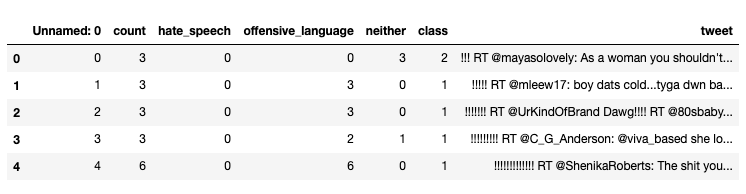 Unnamed: 0 count hate_speech offensive_language neither class tweet
0 0 3 0 0 3 2 !!! RT @mayasolovely: As a woman you shouldn't...
1 1 3 0 3 0 1 !!!!! RT @mleew17: boy dats cold...tyga dwn ba...
2 2 3 0 3 0 1 !!!!!!! RT @UrKindOfBrand Dawg!!!! RT @80sbaby...
3 3 3 0 2 1 1 !!!!!!!!! RT @C_G_Anderson: @viva_based she lo...
4 4 6 0 6 0 1 !!!!!!!!!!!!! RT @ShenikaRoberts: The shit you...